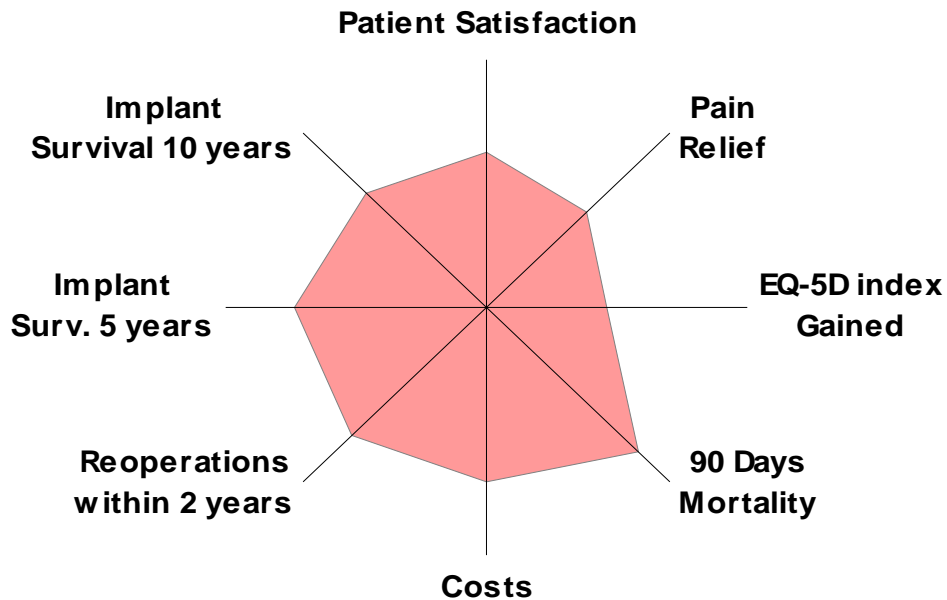 Patient Satisfaction
Implant
Survival 10 years
Pain
Relief
Implant
Surv. 5 years
EQ-5D index
Gained
Reoperations
within 2 years
90 Days
Mortality
Costs